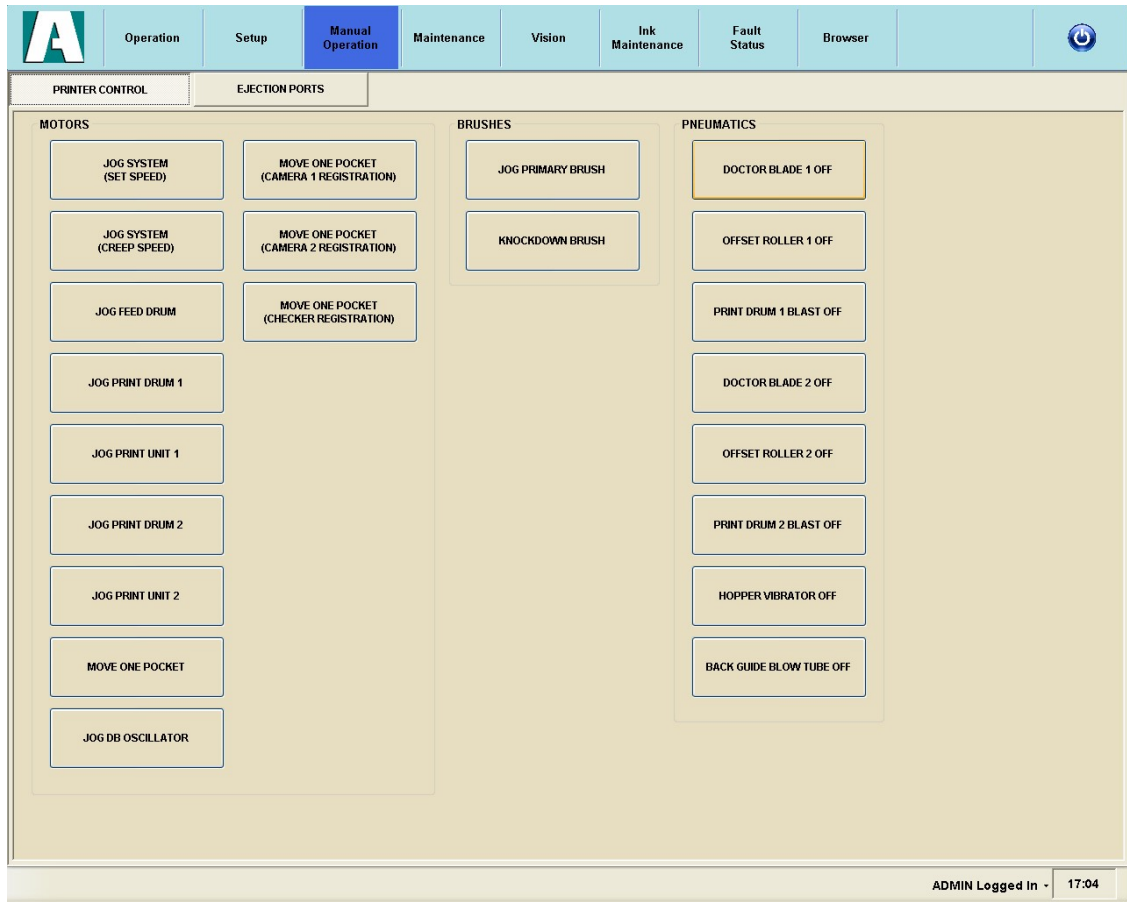 A
Operation
Setup
Manual
Operation
Maintenance
Vision
Ink
Maintenance
Fault
Status
Browser
PRINTER CONTROL
EJECTION PORTS
MOTORS
JOG SYSTEM
(SET SPEED)
MOVE ONE POCKET
(CAMERA 1 REGISTRATION)
JOG SYSTEM
(CREEP SPEED)
MOVE ONE POCKET
(CAMERA 2 REGISTRATION)
JOG FEED DRUM
MOVE ONE POCKET
(CHECKER REGISTRATION)
JOG PRINT DRUM 1
JOG PRINT UNIT 1
JOG PRINT DRUM 2
JOG PRINT UNIT 2
MOVE ONE POCKET
JOG DB OSCILLATOR
BRUSHES
JOG PRIMARY BRUSH
KNOCKDOWN BRUSH
PNEUMATICS
DOCTOR BLADE 1 OFF
OFFSET ROLLER 1 OFF
PRINT DRUM 1 BLAST OFF
DOCTOR BLADE 2 OFF
OFFSET ROLLER 2 OFF
PRINT DRUM 2 BLAST OFF
HOPPER VIBRATOR OFF
BACK GUIDE BLOW TUBE OFF
ADMIN Logged In -
17:04